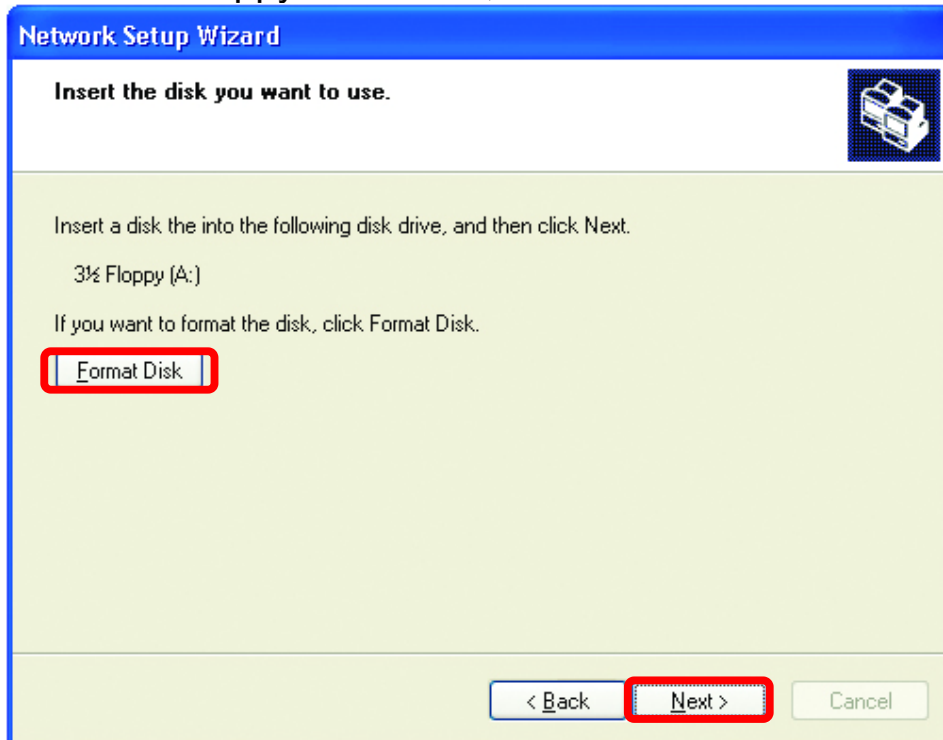 Network Setup Wizard
Insert the disk you want to use.
Insert a disk the into the following disk drive, and then click Next.
3½ Floppy (A:)
If you want to format the disk, click Format Disk.
Format Disk
< Back Next > Cancel